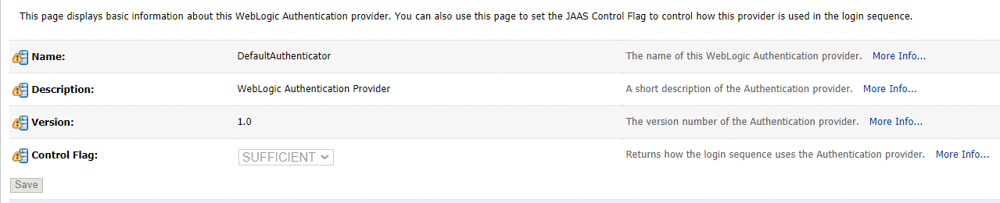 This page displays basic information about this WebLogic Authentication provider. You can also use this page to set the JAAS Control Flag to control how this provider is used in the login sequence.
Name: DefaultAuthenticator The name of this WebLogic Authentication provider. More Info...
Description: WebLogic Authentication Provider A short description of the Authentication provider. More Info...
Version: 1.0 The version number of the Authentication provider. More Info...
Control Flag: SUFFICIENT Returns how the login sequence uses the Authentication provider. More Info...
Save